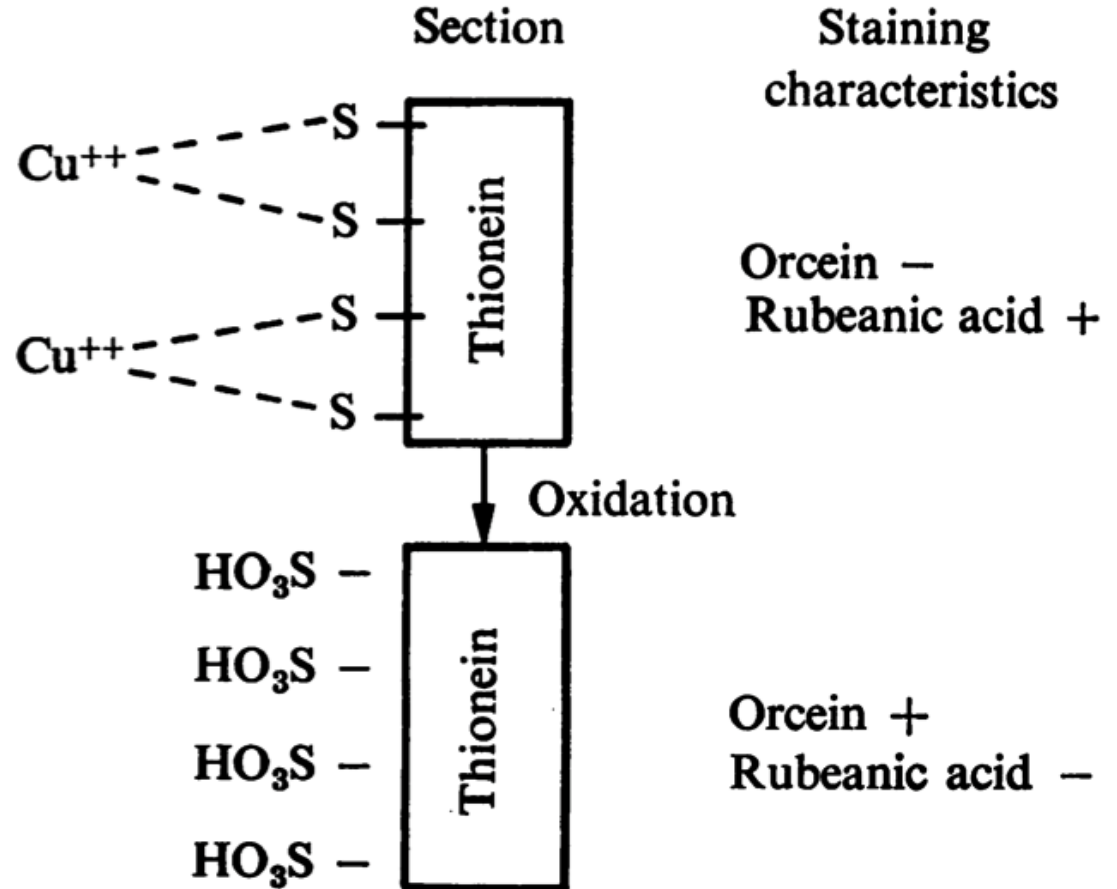 Section
Staining
characteristics
Cu⁺⁺
S
S
S
S
Cu⁺⁺
Thionein
Orcein −
Rubeanic acid +
Oxidation
HO₃S −
HO₃S −
HO₃S −
HO₃S −
Thionein
Orcein +
Rubeanic acid −